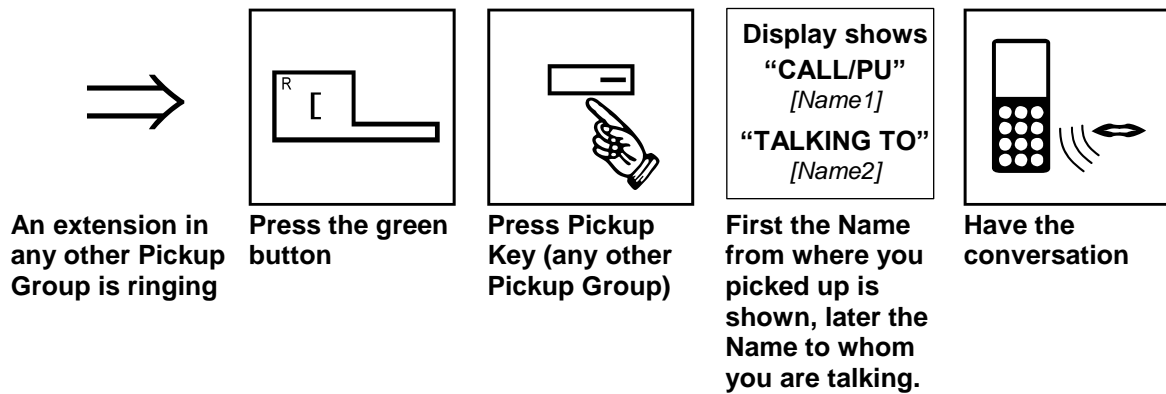 R
[
Display shows
“CALL/PU”
[Name1]
“TALKING TO”
[Name2]
An extension in
any other Pickup
Group is ringing
Press the green
button
Press Pickup
Key (any other
Pickup Group)
First the Name
from where you
picked up is
shown, later the
Name to whom
you are talking.
Have the
conversation